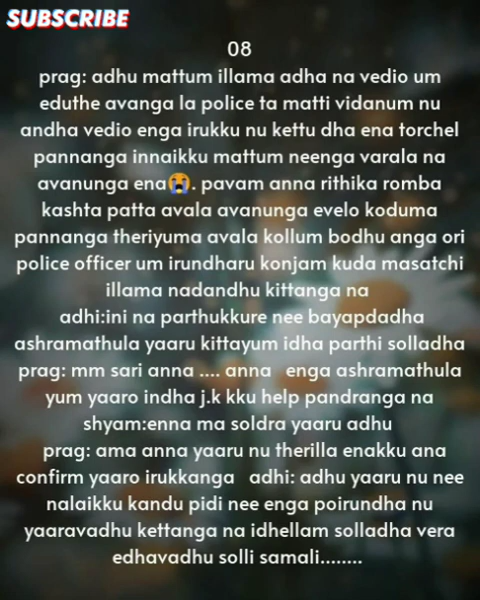 SUBSCRIBE
08
prag: adhu mattum illama adha na vedio um
eduthe avanga la police ta matti vidanum nu
andha vedio enga irukku nu kettu dha ena torchel
pannanga innaikku mattum neenga varala na
avanunga ena😭. pavam anna rithika romba
kashta patta avala avanunga evelo koduma
pannanga theriyuma avala kollum bodhu anga ori
police officer um irundharu konjam kuda masatchi
illama nadandhu kittanga na
adhi:ini na parthukkure nee bayapdadha
ashramathula yaaru kittayum idha parthi solladha
prag: mm sari anna .... anna enga ashramathula
yum yaaro indha j.k kku help pandranga na
shyam:enna ma soldra yaaru adhu
prag: ama anna yaaru nu therilla enakku ana
confirm yaaro irukkanga adhi: adhu yaaru nu nee
nalaikku kandu pidi nee enga poirundha nu
yaaravadhu kettanga na idhellam solladha vera
edhavadhu solli samali........